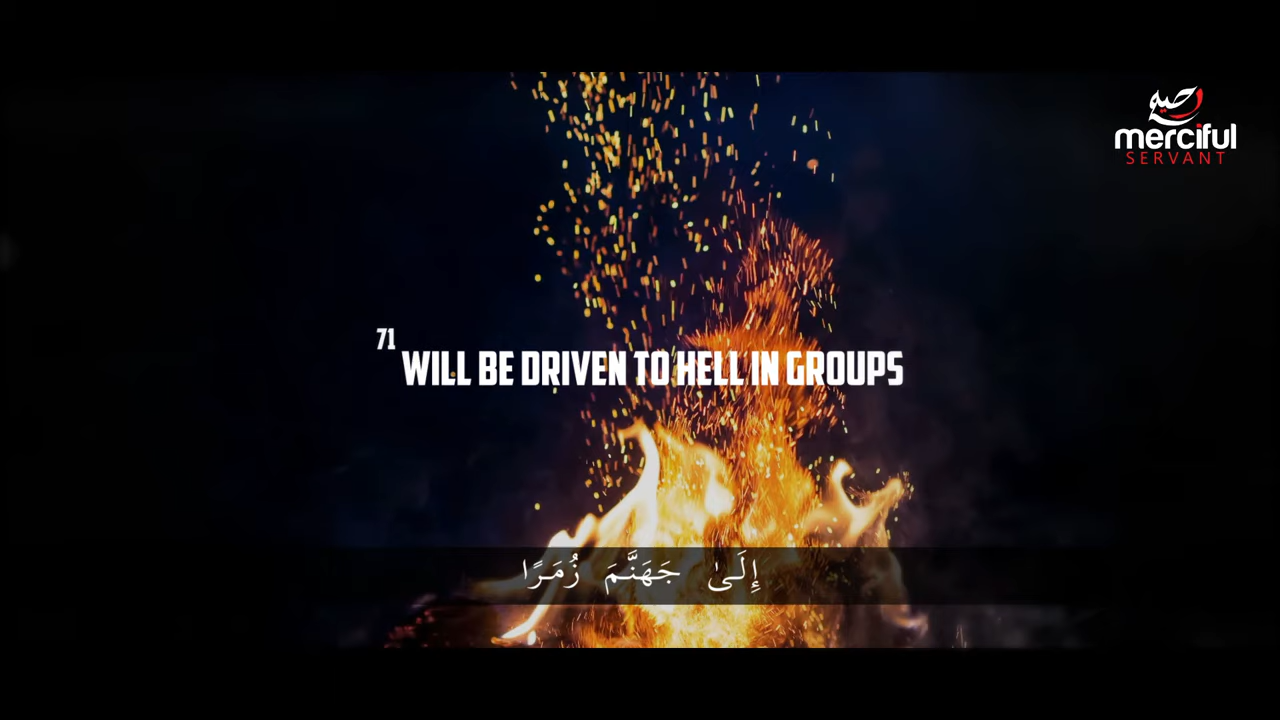 merciful
SERVANT
71
WILL BE DRIVEN TO HELL IN GROUPS
إِلَىٰ جَهَنَّمَ زُمَرًا